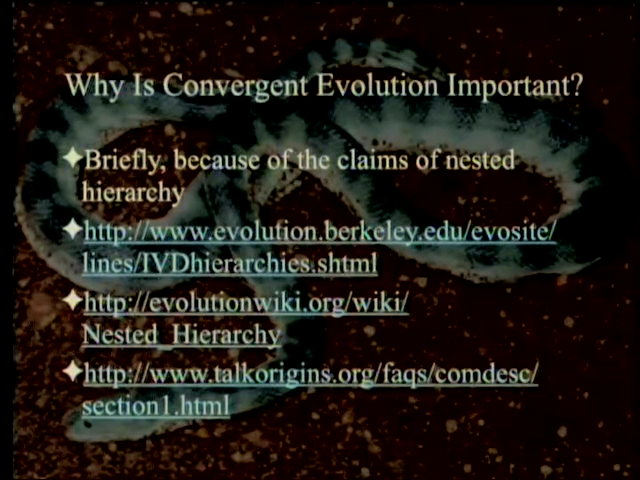 Why Is Convergent Evolution Important?
Briefly, because of the claims of nested
hierarchy
http://www.evolution.berkeley.edu/evosite/
lines/IVDhierarchies.shtml
http://evolutionwiki.org/wiki/
Nested_Hierarchy
http://www.talkorigins.org/faqs/comdesc/
section1.html